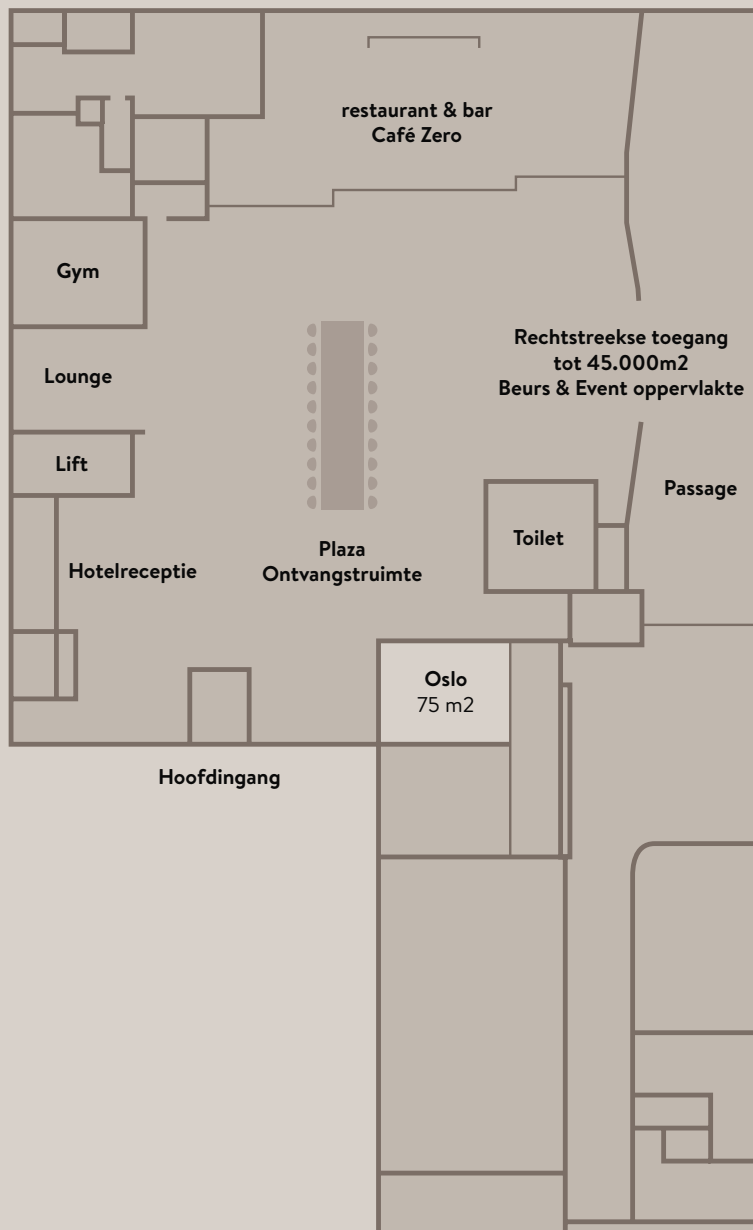 restaurant & bar
Café Zero
Gym
Rechtstreekse toegang
tot 45.000m2
Beurs & Event oppervlakte
Lounge
Lift
Passage
Toilet
Plaza
Ontvangstruimte
Hotelreceptie
Oslo
75 m2
Hoofdingang